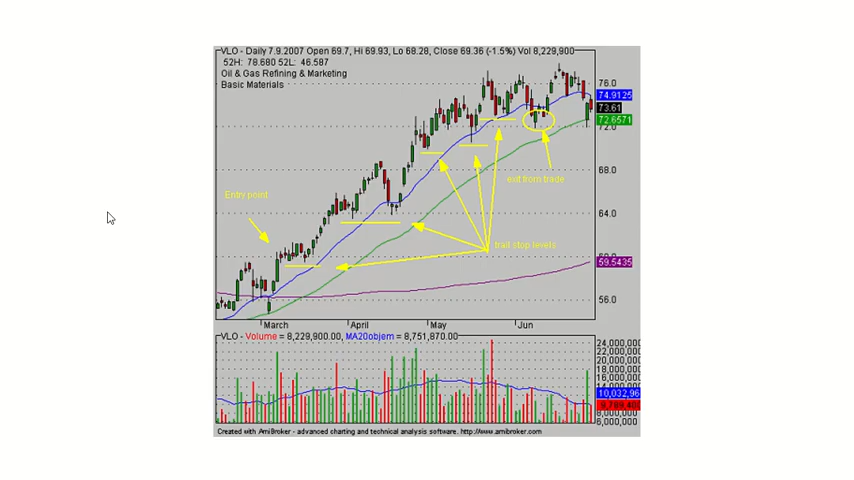 VLO - Daily 7.9.2007 Open 69.7, Hi 69.93, Lo 68.28, Close 69.36 (-1.5%) Vol 8,229,900
52H: 78.680 52L: 46.587
Oil & Gas Refining & Marketing
Basic Materials
76.0
74.9125
73.61
72.6571
72.0
68.0
exit from trade
Entry point
64.0
trail stop levels
59.5435
56.0
March April May Jun
VLO - Volume = 8,229,900.00, MA20objem = 8,751,870.00
24,000,000
22,000,000
20,000,000
18,000,000
16,000,000
14,000,000
10,032,96
8,000,000
6,000,000
Created with AmiBroker - advanced charting and technical analysis software. http://www.amibroker.com